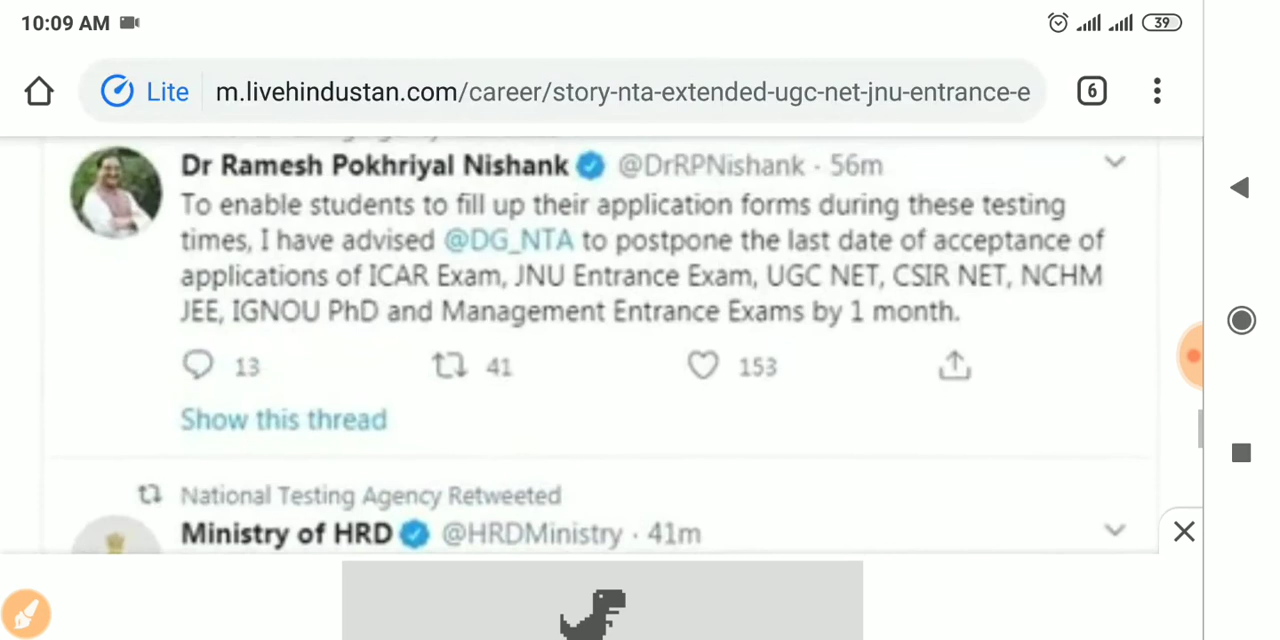 10:09 AM
39
Lite m.livehindustan.com/career/story-nta-extended-ugc-net-jnu-entrance-e
6
Dr Ramesh Pokhriyal Nishank @DrRPNishank · 56m
To enable students to fill up their application forms during these testing
times, I have advised @DG_NTA to postpone the last date of acceptance of
applications of ICAR Exam, JNU Entrance Exam, UGC NET, CSIR NET, NCHM
JEE, IGNOU PhD and Management Entrance Exams by 1 month.
13 41 153
Show this thread
National Testing Agency Retweeted
Ministry of HRD @HRDMinistry · 41m